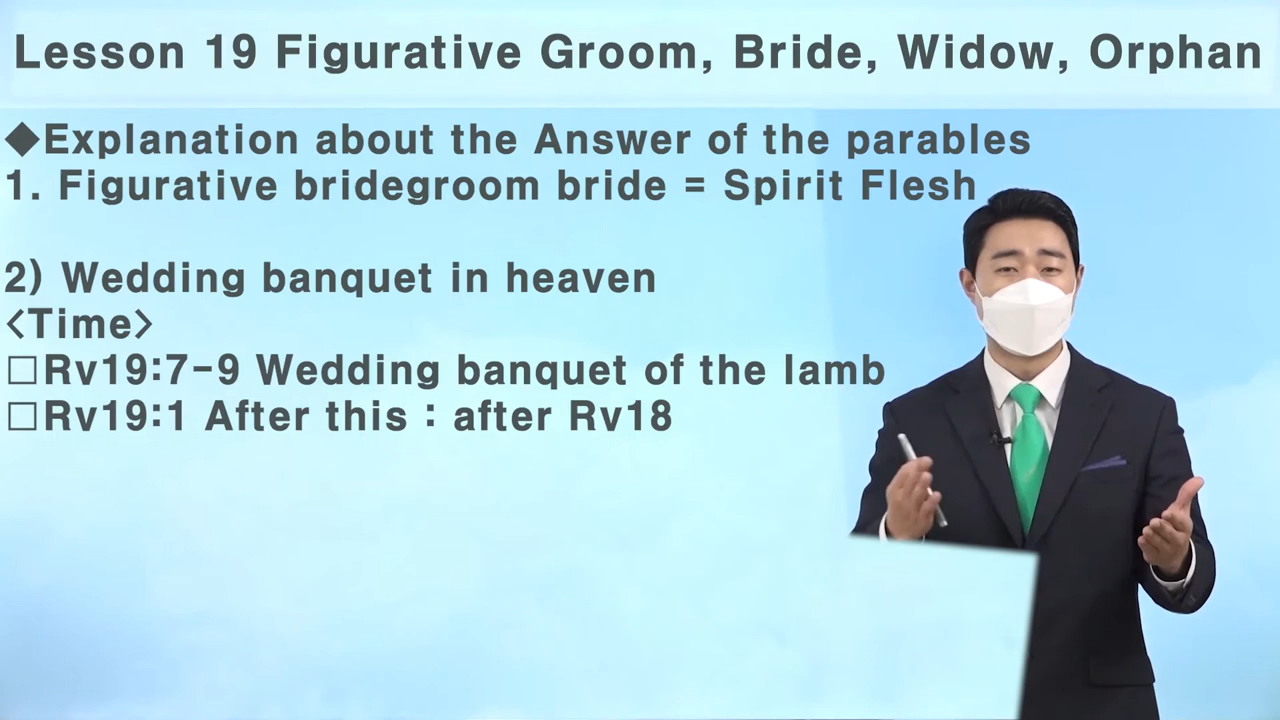 Lesson 19 Figurative Groom, Bride, Widow, Orphan
◆Explanation about the Answer of the parables
1. Figurative bridegroom bride = Spirit Flesh
2) Wedding banquet in heaven
<Time>
□Rv19:7-9 Wedding banquet of the lamb
□Rv19:1 After this : after Rv18